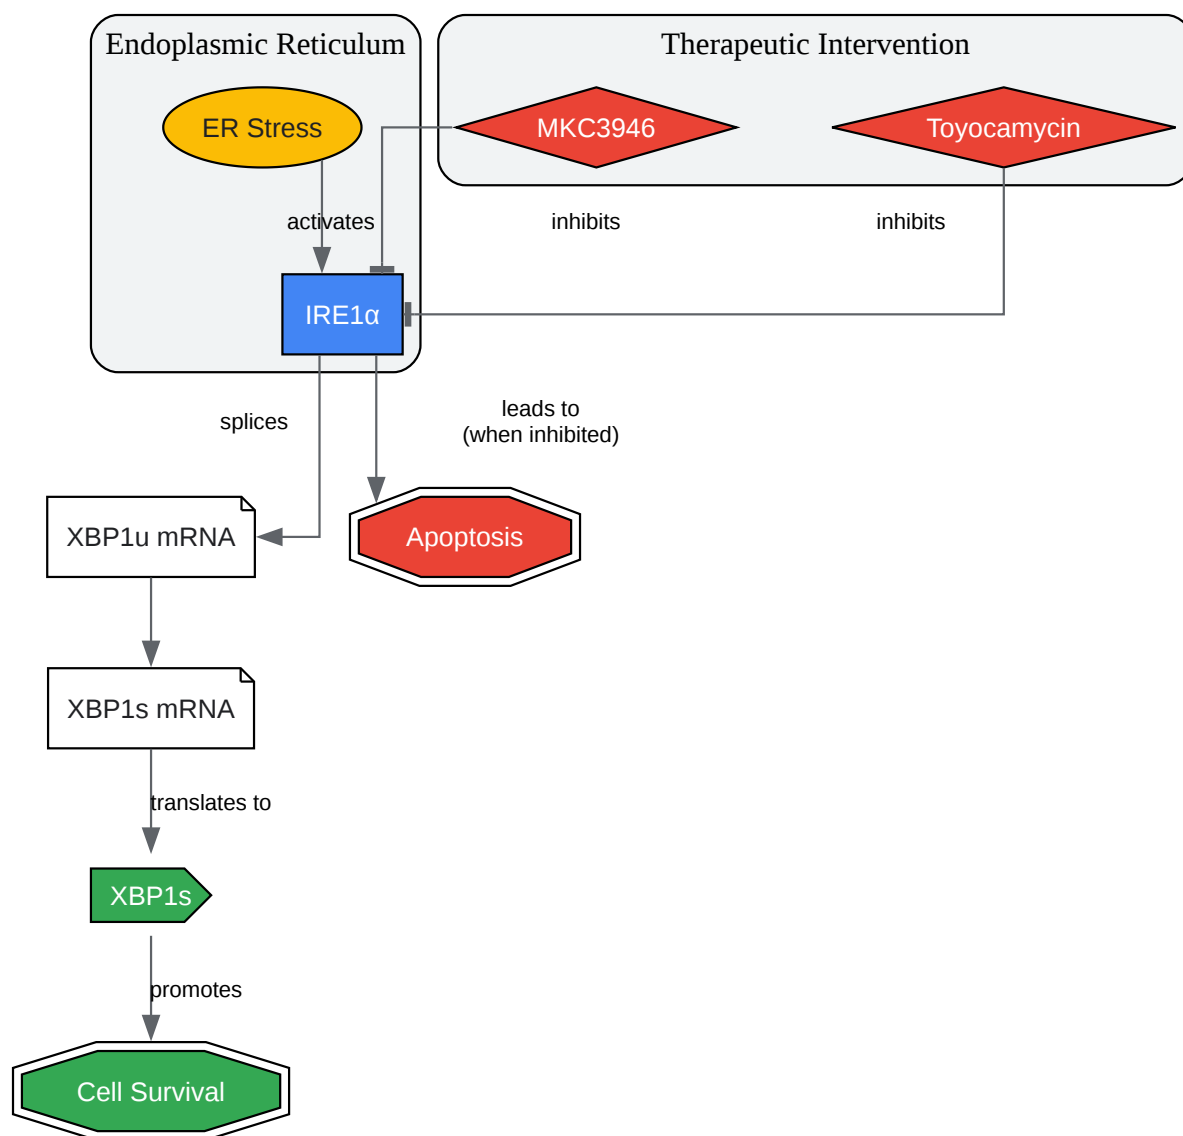 Endoplasmic Reticulum
Therapeutic Intervention
ER Stress
MKC3946
Toyocamycin
activates
inhibits
inhibits
IRE1α
splices
leads to
(when inhibited)
XBP1u mRNA
Apoptosis
XBP1s mRNA
translates to
XBP1s
promotes
Cell Survival